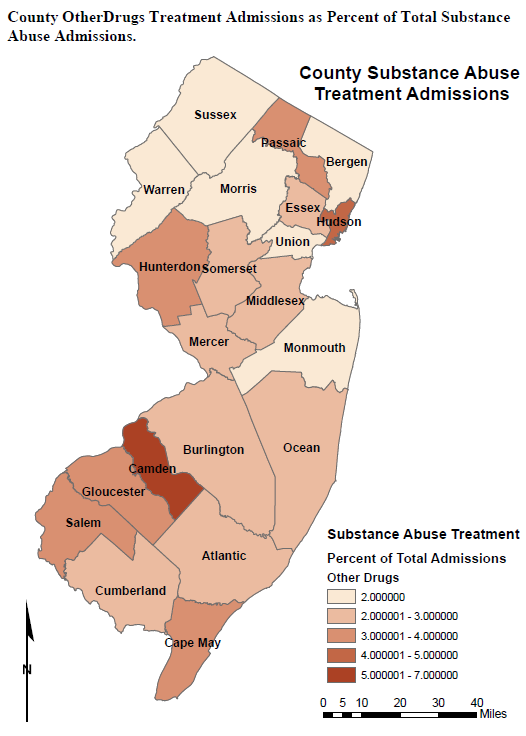 County OtherDrugs Treatment Admissions as Percent of Total Substance
Abuse Admissions.
County Substance Abuse
Treatment Admissions
Sussex
Passaic
Bergen
Warren
Morris
Essex
Hudson
Union
Hunterdon
Somerset
Middlesex
Mercer
Monmouth
Burlington
Ocean
Camden
Gloucester
Salem
Atlantic
Cumberland
Cape May
Substance Abuse Treatment
Percent of Total Admissions
Other Drugs
2.000000
2.000001 - 3.000000
3.000001 - 4.000000
4.000001 - 5.000000
5.000001 - 7.000000
N
0 5 10 20 30 40
Miles